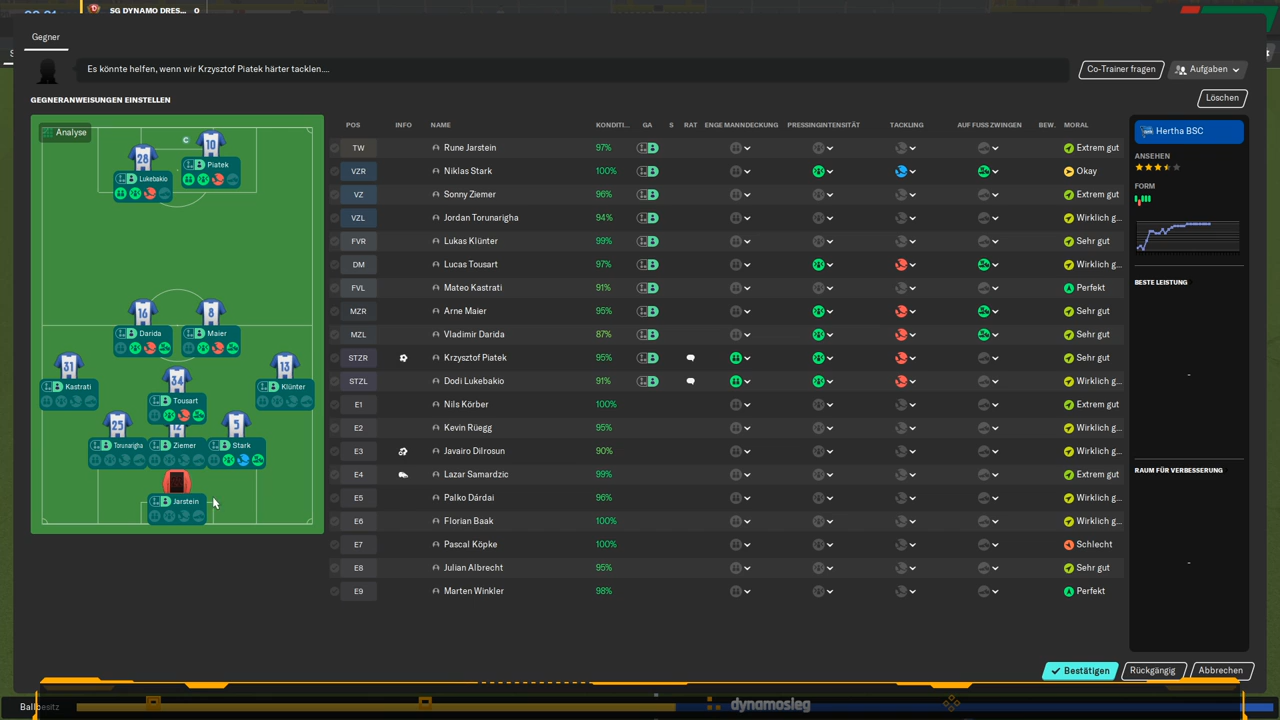 SG DYNAMO DRES... 0
Gegner
Es könnte helfen, wenn wir Krzysztof Piatek härter tacklen....
Co-Trainer fragen
Aufgaben
GEGNERANWEISUNGEN EINSTELLEN
Löschen
Analyse
C
28
Lukebakio
10
Piatek
16
Darida
8
Maier
31
Kastrati
34
Tousart
13
Klünter
25
Torunarigha
12
Ziemer
5
Stark
Jarstein
POS INFO NAME KONDITI... GA S RAT ENGE MANNDECKUNG PRESSINGINTENSITÄT TACKLING AUF FUSS ZWINGEN BEW. MORAL
TW Rune Jarstein 97% Extrem gut
VZR Niklas Stark 100% Okay
VZ Sonny Ziemer 96% Extrem gut
VZL Jordan Torunarigha 94% Wirklich g...
FVR Lukas Klünter 99% Sehr gut
DM Lucas Tousart 97% Wirklich g...
FVL Mateo Kastrati 91% Perfekt
MZR Arne Maier 95% Sehr gut
MZL Vladimir Darida 87% Sehr gut
STZR Krzysztof Piatek 95% Sehr gut
STZL Dodi Lukebakio 91% Wirklich g...
E1 Nils Körber 100% Extrem gut
E2 Kevin Rüegg 95% Wirklich g...
E3 Javairo Dilrosun 90% Wirklich g...
E4 Lazar Samardzic 99% Extrem gut
E5 Palko Dárdai 96% Wirklich g...
E6 Florian Baak 100% Wirklich g...
E7 Pascal Köpke 100% Schlecht
E8 Julian Albrecht 95% Sehr gut
E9 Marten Winkler 98% Perfekt
Hertha BSC
ANSEHEN
FORM
BESTE LEISTUNG
-
RAUM FÜR VERBESSERUNG
-
Bestätigen
Rückgängig
Abbrechen
Ballbesitz
dynamosleg